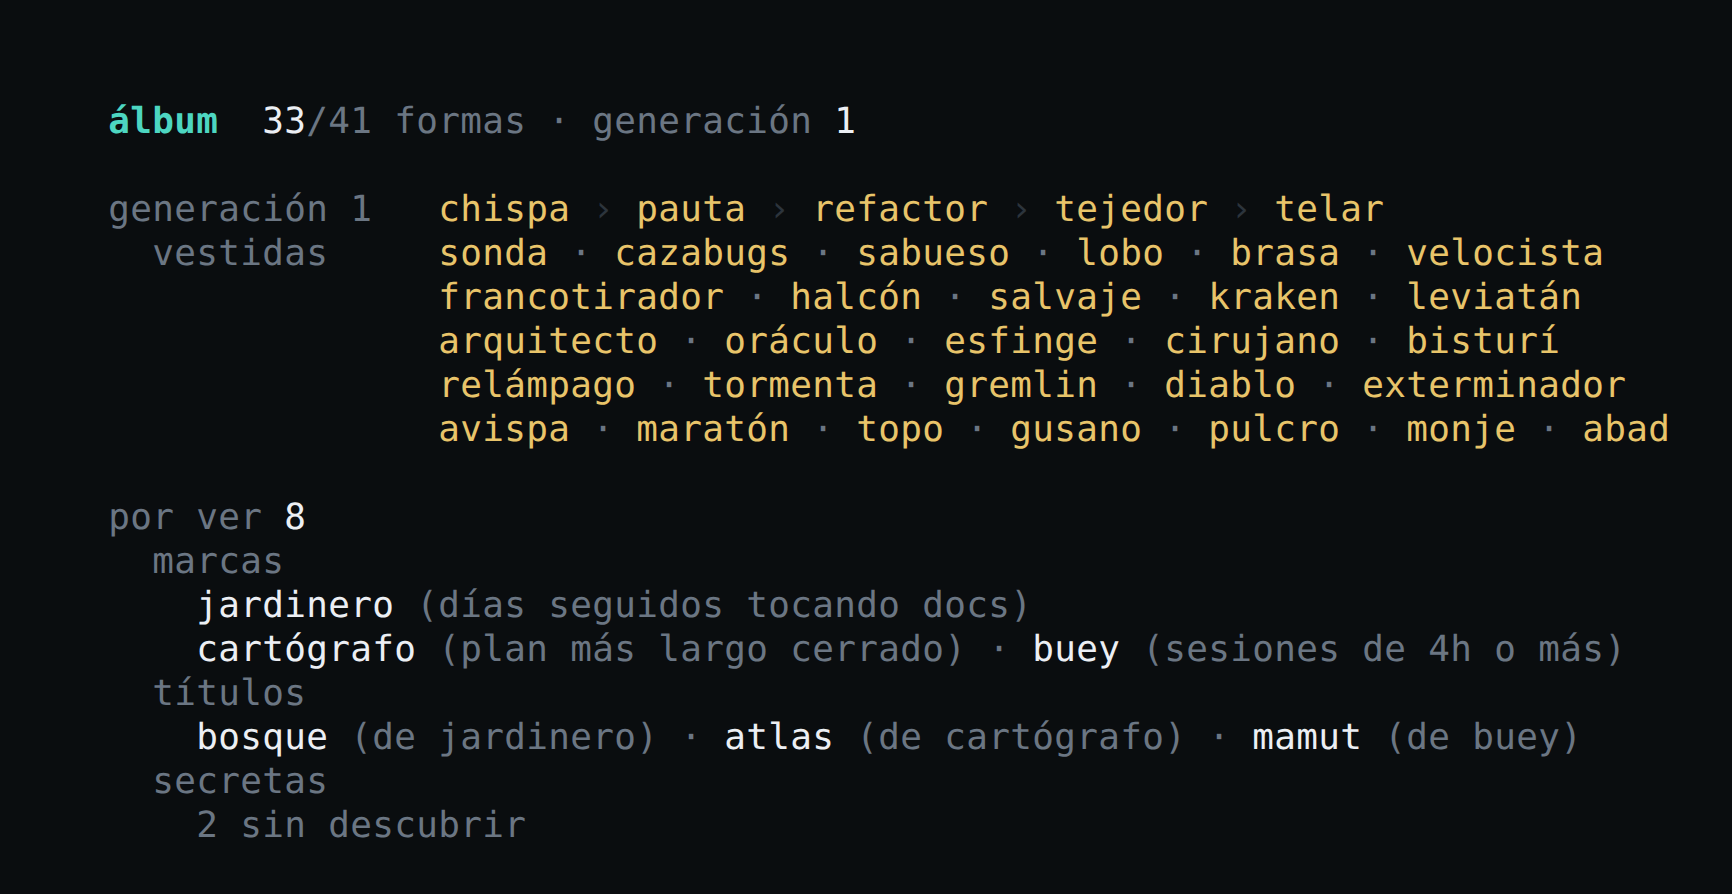 álbum  33/41 formas · generación 1
generación 1   chispa › pauta › refactor › tejedor › telar
vestidas     sonda · cazabugs · sabueso · lobo · brasa · velocista
francotirador · halcón · salvaje · kraken · leviatán
arquitecto · oráculo · esfinge · cirujano · bisturí
relámpago · tormenta · gremlin · diablo · exterminador
avispa · maratón · topo · gusano · pulcro · monje · abad
por ver 8
marcas
jardinero (días seguidos tocando docs)
cartógrafo (plan más largo cerrado) · buey (sesiones de 4h o más)
títulos
bosque (de jardinero) · atlas (de cartógrafo) · mamut (de buey)
secretas
2 sin descubrir